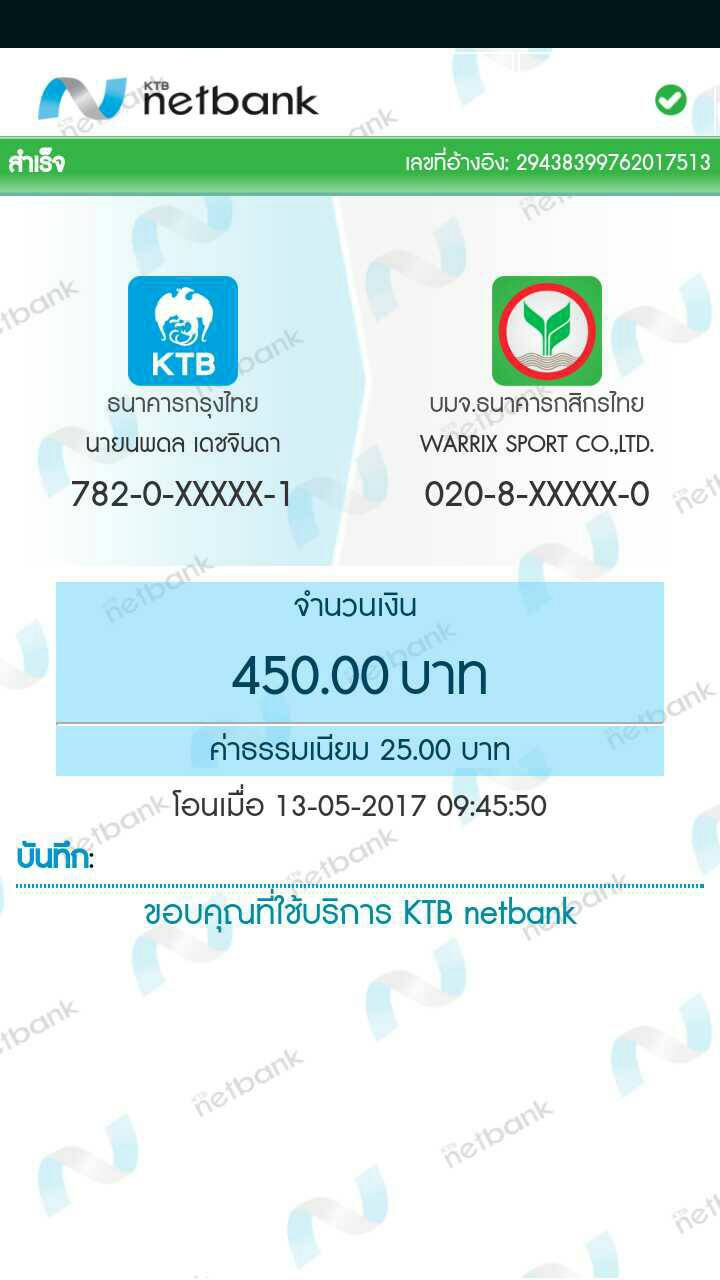 KTB
netbank
สำเร็จ
เลขที่อ้างอิง: 29438399762017513
KTB
ธนาคารกรุงไทย
นายนพดล เดชจินดา
782-0-XXXXX-1
บมจ.ธนาคารกสิกรไทย
WARRIX SPORT CO.,LTD.
020-8-XXXXX-0
จำนวนเงิน
450.00 บาท
ค่าธรรมเนียม 25.00 บาท
โอนเมื่อ 13-05-2017 09:45:50
บันทึก:
ขอบคุณที่ใช้บริการ KTB netbank